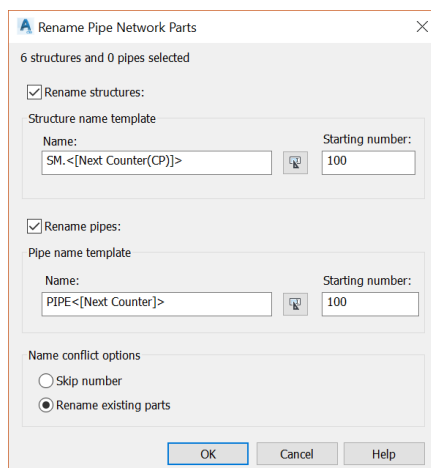 Rename Pipe Network Parts
6 structures and 0 pipes selected
Rename structures:
Structure name template
Name: Starting number:
SM.<[Next Counter(CP)]> 100
Rename pipes:
Pipe name template
Name: Starting number:
PIPE<[Next Counter]> 100
Name conflict options
Skip number
Rename existing parts
OK Cancel Help